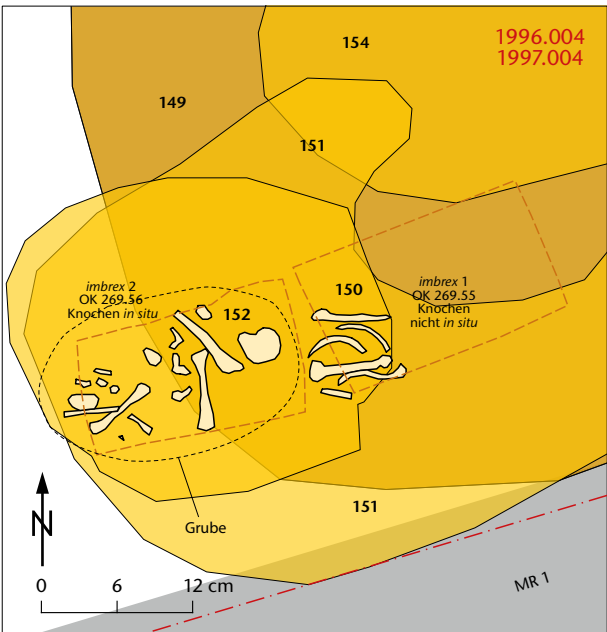 1996.004
1997.004
154
149
151
imbrex 2
OK 269.56
Knochen in situ
150
imbrex 1
OK 269.55
Knochen
nicht in situ
152
151
Grube
N
0 6 12 cm
MR 1